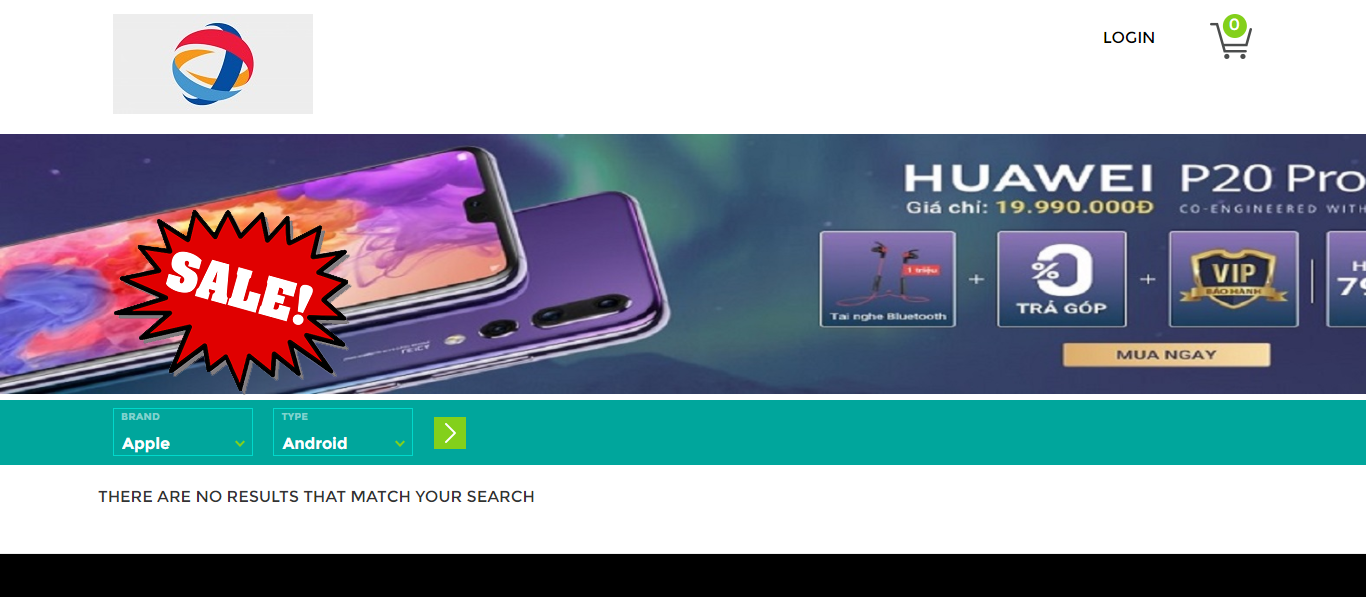 LOGIN
0
HUAWEI P20 Pro
Giá chỉ: 19.990.000Đ
CO-ENGINEERED WITH
SALE!
1 triệu
Tai nghe Bluetooth
+
% 0
TRẢ GÓP
+
VIP
BẢO HÀNH
MUA NGAY
BRAND
Apple
TYPE
Android
THERE ARE NO RESULTS THAT MATCH YOUR SEARCH